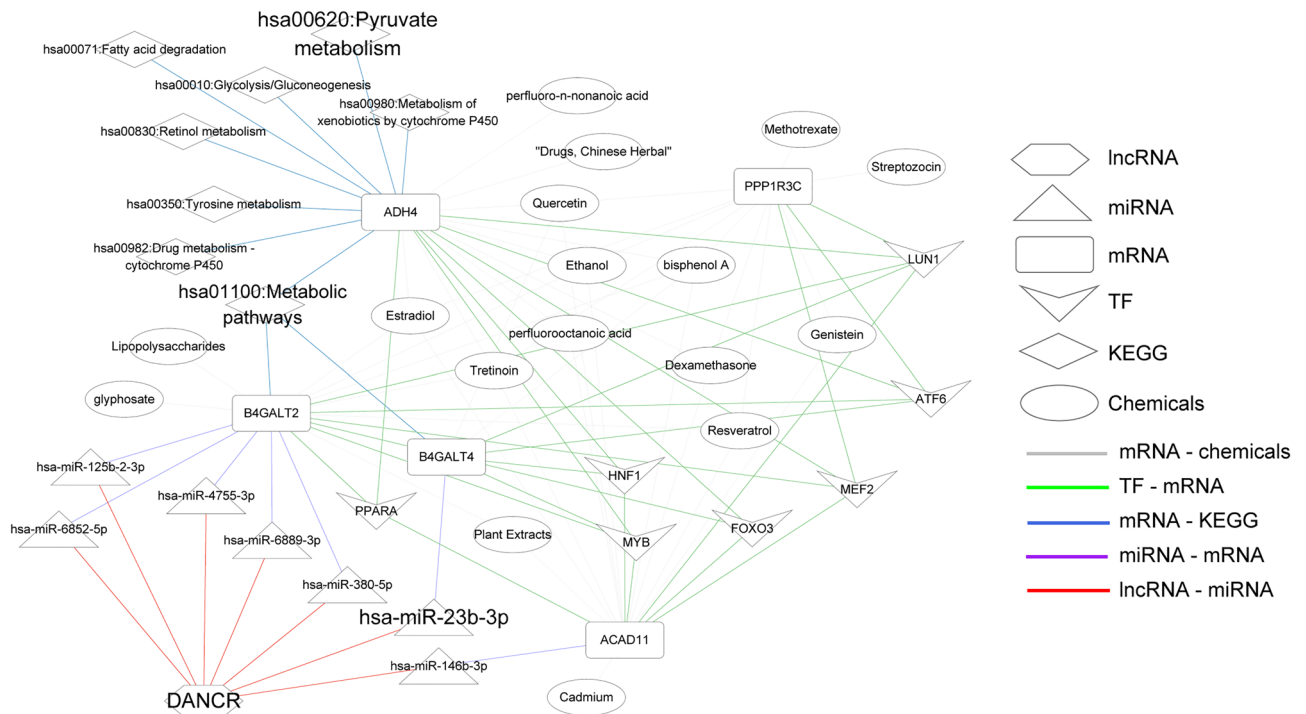 hsa00620:Pyruvate
metabolism
hsa00071:Fatty acid degradation
hsa00010:Glycolysis/Gluconeogenesis
hsa00980:Metabolism of
xenobiotics by cytochrome P450
hsa00830:Retinol metabolism
hsa00350:Tyrosine metabolism
hsa00982:Drug metabolism -
cytochrome P450
hsa01100:Metabolic
pathways
ADH4
perfluoro-n-nonanoic acid
"Drugs, Chinese Herbal"
Quercetin
Methotrexate
Streptozocin
PPP1R3C
Ethanol
bisphenol A
LUN1
Estradiol
perfluorooctanoic acid
Genistein
Lipopolysaccharides
Tretinoin
Dexamethasone
glyphosate
B4GALT2
ATF6
Resveratrol
B4GALT4
hsa-miR-125b-2-3p
hsa-miR-4755-3p
HNF1
MEF2
PPARA
FOXO3
hsa-miR-6852-5p
hsa-miR-6889-3p
Plant Extracts
MYB
hsa-miR-380-5p
hsa-miR-23b-3p
ACAD11
hsa-miR-146b-3p
DANCR
Cadmium
lncRNA
miRNA
mRNA
TF
KEGG
Chemicals
mRNA - chemicals
TF - mRNA
mRNA - KEGG
miRNA - mRNA
lncRNA - miRNA